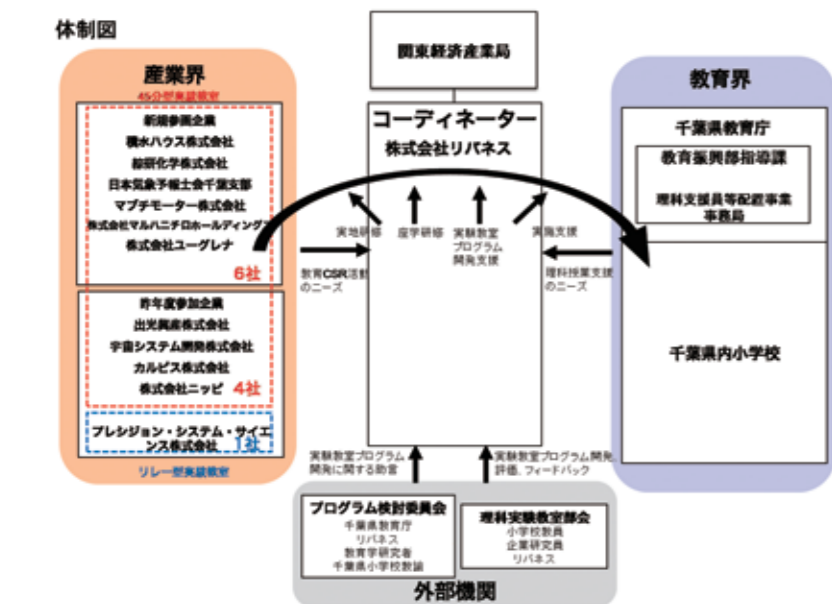 体制図
産業界
45分型実験教室
新規参画企業
積水ハウス株式会社
綜研化学株式会社
日本気象予報士会千葉支部
マブチモーター株式会社
株式会社マルハニチロホールディングス
株式会社ユーグレナ
6社
昨年度参加企業
出光興産株式会社
宇宙システム開発株式会社
カルピス株式会社
株式会社ニッピ 4社
プレシジョン・システム・サイエ
ンス株式会社 1社
リレー型実験教室
関東経済産業局
コーディネーター
株式会社リバネス
実地研修
座学研修
実験教室
プログラム
開発支援
実施支援
教育CSR活動
のニーズ
理科授業支援
のニーズ
教育界
千葉県教育庁
教育振興部指導課
理科支援員等配置事業
事務局
千葉県内小学校
実験教室プログラム
開発に関する助言
実験教室プログラム開発
評価、フィードバック
プログラム検討委員会
千葉県教育庁
リバネス
教育学研究者
千葉県小学校教諭
理科実験教室部会
小学校教員
企業研究員
リバネス
外部機関